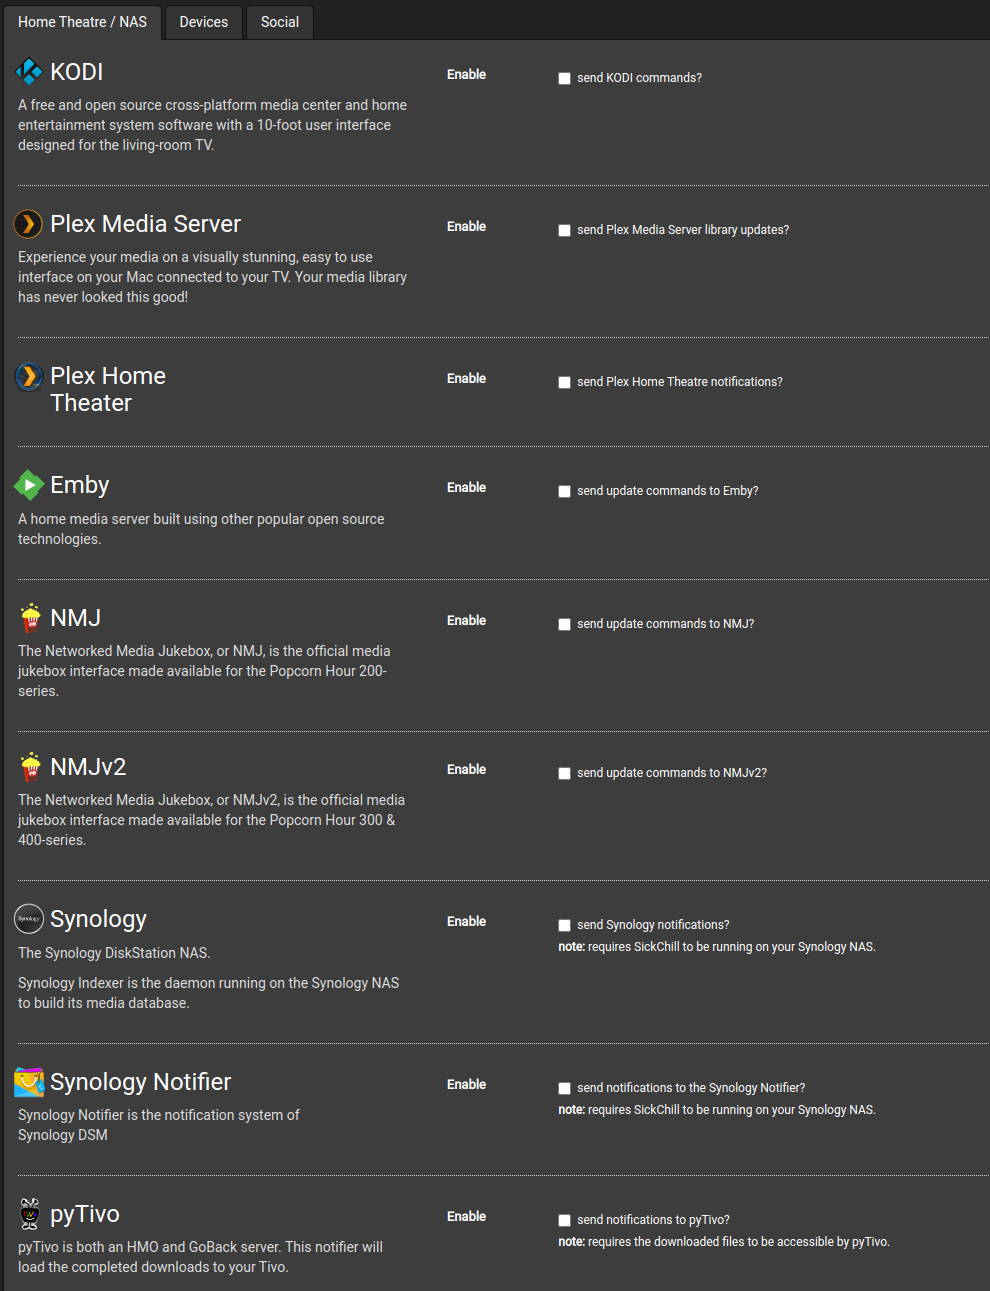 Home Theatre / NAS
Devices
Social
KODI
Enable
send KODI commands?
A free and open source cross-platform media center and home
entertainment system software with a 10-foot user interface
designed for the living-room TV.
Plex Media Server
Enable
send Plex Media Server library updates?
Experience your media on a visually stunning, easy to use
interface on your Mac connected to your TV. Your media library
has never looked this good!
Plex Home
Theater
Enable
send Plex Home Theatre notifications?
Emby
Enable
send update commands to Emby?
A home media server built using other popular open source
technologies.
NMJ
Enable
send update commands to NMJ?
The Networked Media Jukebox, or NMJ, is the official media
jukebox interface made available for the Popcorn Hour 200-
series.
NMJv2
Enable
send update commands to NMJv2?
The Networked Media Jukebox, or NMJv2, is the official media
jukebox interface made available for the Popcorn Hour 300 &
400-series.
Synology
Synology
Enable
send Synology notifications?
note: requires SickChill to be running on your Synology NAS.
The Synology DiskStation NAS.
Synology Indexer is the daemon running on the Synology NAS
to build its media database.
Synology Notifier
Enable
send notifications to the Synology Notifier?
note: requires SickChill to be running on your Synology NAS.
Synology Notifier is the notification system of
Synology DSM
TiVo
pyTivo
Enable
send notifications to pyTivo?
note: requires the downloaded files to be accessible by pyTivo.
pyTivo is both an HMO and GoBack server. This notifier will
load the completed downloads to your Tivo.